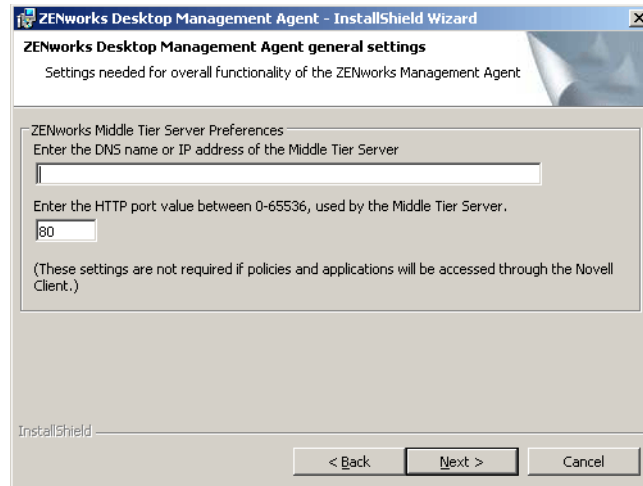 ZENworks Desktop Management Agent - InstallShield Wizard
ZENworks Desktop Management Agent general settings
Settings needed for overall functionality of the ZENworks Management Agent
ZENworks Middle Tier Server Preferences
Enter the DNS name or IP address of the Middle Tier Server
Enter the HTTP port value between 0-65536, used by the Middle Tier Server.
80
(These settings are not required if policies and applications will be accessed through the Novell
Client.)
InstallShield
< Back Next > Cancel